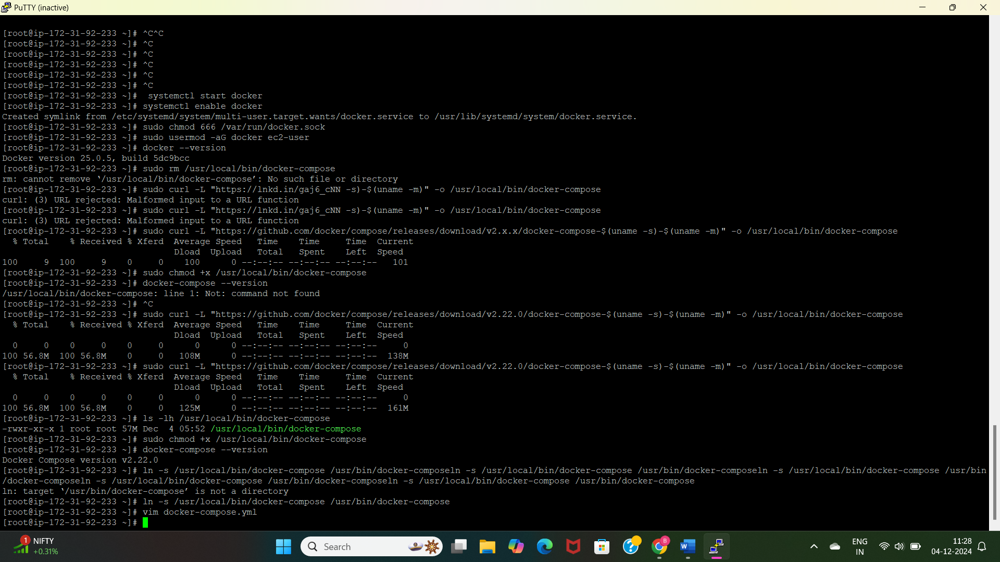 PuTTY (inactive)
[root@ip-172-31-92-233 ~]# ^C^C
[root@ip-172-31-92-233 ~]# ^C
[root@ip-172-31-92-233 ~]# ^C
[root@ip-172-31-92-233 ~]# ^C
[root@ip-172-31-92-233 ~]# ^C
[root@ip-172-31-92-233 ~]# ^C
[root@ip-172-31-92-233 ~]#  systemctl start docker
[root@ip-172-31-92-233 ~]# systemctl enable docker
Created symlink from /etc/systemd/system/multi-user.target.wants/docker.service to /usr/lib/systemd/system/docker.service.
[root@ip-172-31-92-233 ~]# sudo chmod 666 /var/run/docker.sock
[root@ip-172-31-92-233 ~]# sudo usermod -aG docker ec2-user
[root@ip-172-31-92-233 ~]# docker --version
Docker version 25.0.5, build 5dc9bcc
[root@ip-172-31-92-233 ~]# sudo rm /usr/local/bin/docker-compose
rm: cannot remove ‘/usr/local/bin/docker-compose’: No such file or directory
[root@ip-172-31-92-233 ~]# sudo curl -L "https://lnkd.in/gaj6_cNN -s)-$(uname -m)" -o /usr/local/bin/docker-compose
curl: (3) URL rejected: Malformed input to a URL function
[root@ip-172-31-92-233 ~]# sudo curl -L "https://lnkd.in/gaj6_cNN -s)-$(uname -m)" -o /usr/local/bin/docker-compose
curl: (3) URL rejected: Malformed input to a URL function
[root@ip-172-31-92-233 ~]# sudo curl -L "https://github.com/docker/compose/releases/download/v2.x.x/docker-compose-$(uname -s)-$(uname -m)" -o /usr/local/bin/docker-compose
  % Total    % Received % Xferd  Average Speed   Time    Time     Time  Current
                                 Dload  Upload   Total   Spent    Left  Speed
100     9  100     9    0     0    100      0 --:--:-- --:--:-- --:--:--   101
[root@ip-172-31-92-233 ~]# sudo chmod +x /usr/local/bin/docker-compose
[root@ip-172-31-92-233 ~]# docker-compose --version
/usr/local/bin/docker-compose: line 1: Not: command not found
[root@ip-172-31-92-233 ~]# ^C
[root@ip-172-31-92-233 ~]# sudo curl -L "https://github.com/docker/compose/releases/download/v2.22.0/docker-compose-$(uname -s)-$(uname -m)" -o /usr/local/bin/docker-compose
  % Total    % Received % Xferd  Average Speed   Time    Time     Time  Current
                                 Dload  Upload   Total   Spent    Left  Speed
  0     0    0     0    0     0      0      0 --:--:-- --:--:-- --:--:--     0
100 56.8M  100 56.8M    0     0   108M      0 --:--:-- --:--:-- --:--:--  138M
[root@ip-172-31-92-233 ~]# sudo curl -L "https://github.com/docker/compose/releases/download/v2.22.0/docker-compose-$(uname -s)-$(uname -m)" -o /usr/local/bin/docker-compose
  % Total    % Received % Xferd  Average Speed   Time    Time     Time  Current
                                 Dload  Upload   Total   Spent    Left  Speed
  0     0    0     0    0     0      0      0 --:--:-- --:--:-- --:--:--     0
100 56.8M  100 56.8M    0     0   125M      0 --:--:-- --:--:-- --:--:--  161M
[root@ip-172-31-92-233 ~]# ls -lh /usr/local/bin/docker-compose
-rwxr-xr-x 1 root root 57M Dec  4 05:52 /usr/local/bin/docker-compose
[root@ip-172-31-92-233 ~]# sudo chmod +x /usr/local/bin/docker-compose
[root@ip-172-31-92-233 ~]# docker-compose --version
Docker Compose version v2.22.0
[root@ip-172-31-92-233 ~]# ln -s /usr/local/bin/docker-compose /usr/bin/docker-composeln -s /usr/local/bin/docker-compose /usr/bin/docker-composeln -s /usr/local/bin/docker-compose /usr/bin
/docker-composeln -s /usr/local/bin/docker-compose /usr/bin/docker-composeln -s /usr/local/bin/docker-compose /usr/bin/docker-compose
ln: target ‘/usr/bin/docker-compose’ is not a directory
[root@ip-172-31-92-233 ~]# ln -s /usr/local/bin/docker-compose /usr/bin/docker-compose
[root@ip-172-31-92-233 ~]# vim docker-compose.yml
[root@ip-172-31-92-233 ~]#
1 NIFTY
+0.31%
Search
B
W
ENG
IN
11:28
04-12-2024